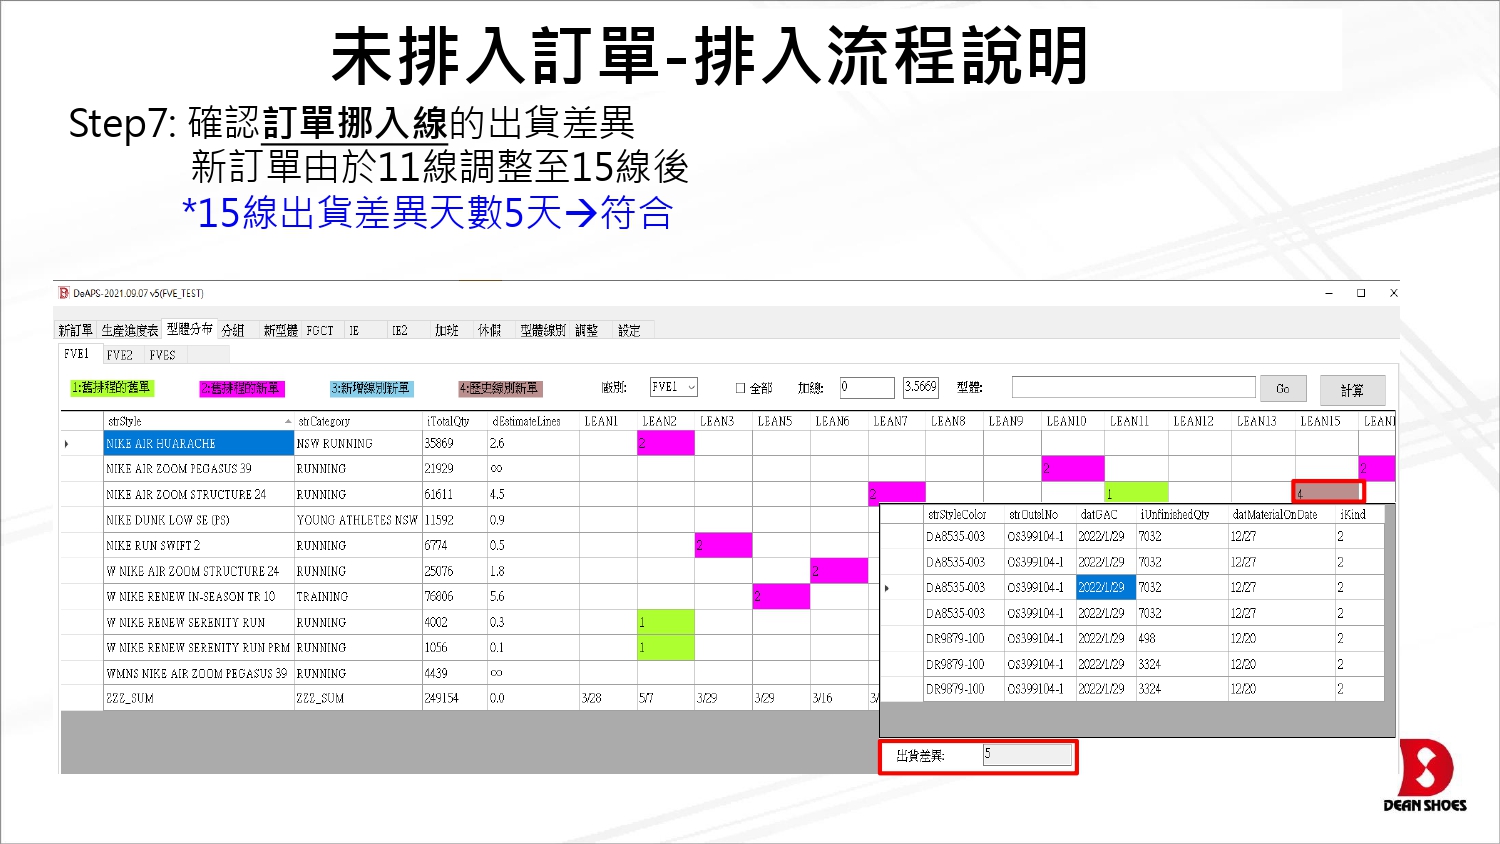 未排入訂單-排入流程說明
Step7: 確認訂單挪入線的出貨差異
新訂單由於11線調整至15線後
*15線出貨差異天數5天→符合
DeAPS-2021.09.07 v5(FVE_TEST)
新訂單 生產進度表 型體分布 分組 新型體 FGCT IE IE2 加班 休假 型體線別 調整 設定
FVE1 FVE2 FVES
1:舊排程的舊單 2:舊排程的新單 3:新增線別新單 4:歷史線別新單 廠別: FVE1 全部 加總: 0 3.5669 型體: Go 計算
strStyle strCategory iTotalQty dEstimateLines LEAN1 LEAN2 LEAN3 LEAN5 LEAN6 LEAN7 LEAN8 LEAN9 LEAN10 LEAN11 LEAN12 LEAN13 LEAN15 LEAN1
NIKE AIR HUARACHE NSW RUNNING 35869 2.6 2
NIKE AIR ZOOM PEGASUS 39 RUNNING 21929 ∞ 2 2
NIKE AIR ZOOM STRUCTURE 24 RUNNING 61611 4.5 2 1 4
NIKE DUNK LOW SE (PS) YOUNG ATHLETES NSW 11592 0.9
NIKE RUN SWIFT 2 RUNNING 6774 0.5 2
W NIKE AIR ZOOM STRUCTURE 24 RUNNING 25076 1.8 2
W NIKE RENEW IN-SEASON TR 10 TRAINING 76806 5.6 2
W NIKE RENEW SERENITY RUN RUNNING 4002 0.3 1
W NIKE RENEW SERENITY RUN PRM RUNNING 1056 0.1 1
WMNS NIKE AIR ZOOM PEGASUS 39 RUNNING 4439 ∞
ZZZ_SUM ZZZ_SUM 249154 0.0 3/28 5/7 3/29 3/29 3/16 3/
strStyleColor strOutslNo datGAC iUnfinishedQty datMaterialOnDate iKind
DA8535-003 OS399104-1 2022/1/29 7032 12/27 2
DA8535-003 OS399104-1 2022/1/29 7032 12/27 2
DA8535-003 OS399104-1 2022/1/29 7032 12/27 2
DA8535-003 OS399104-1 2022/1/29 7032 12/27 2
DR9879-100 OS399104-1 2022/1/29 498 12/20 2
DR9879-100 OS399104-1 2022/1/29 3324 12/20 2
DR9879-100 OS399104-1 2022/1/29 3324 12/20 2
出貨差異: 5
DEAN SHOES